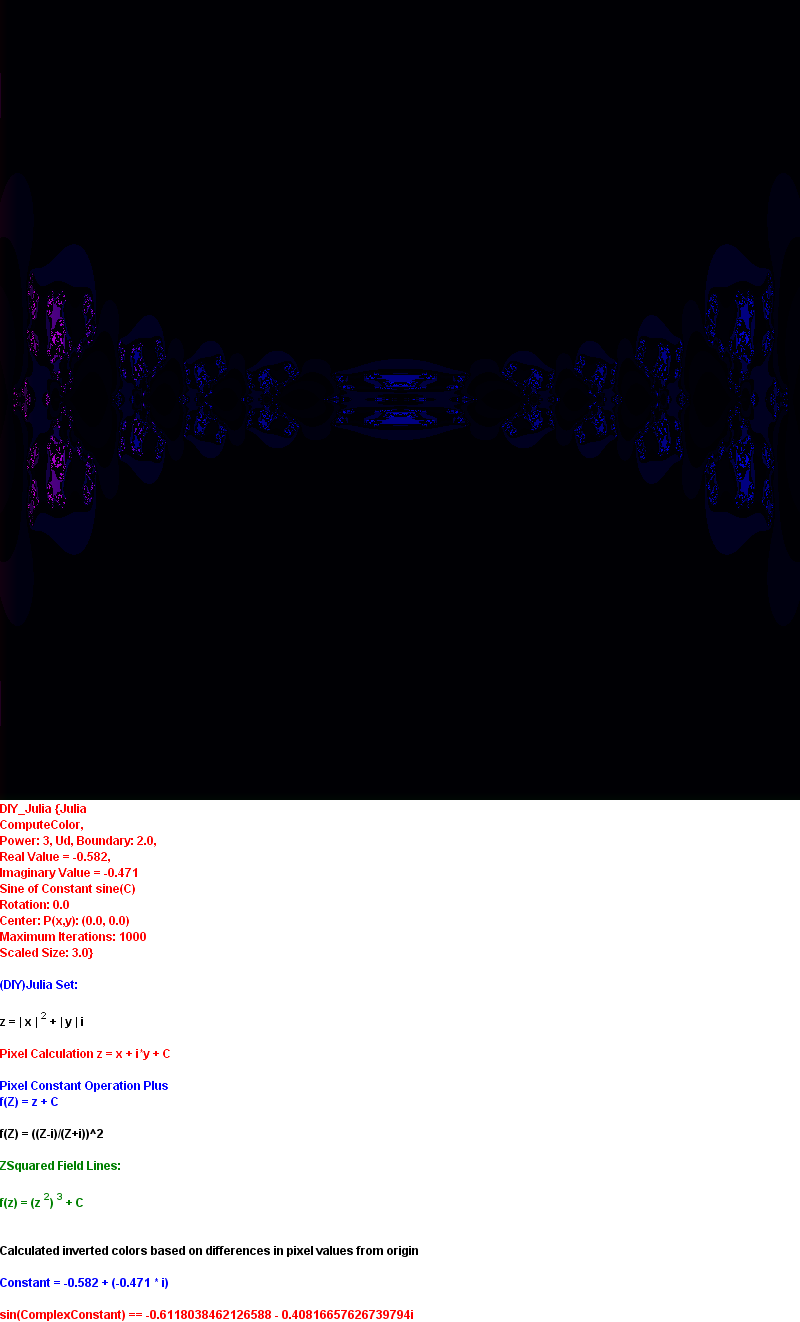 DIY_Julia {Julia
ComputeColor,
Power: 3, Ud, Boundary: 2.0,
Real Value = -0.582,
Imaginary Value = -0.471
Sine of Constant sine(C)
Rotation: 0.0
Center: P(x,y): (0.0, 0.0)
Maximum Iterations: 1000
Scaled Size: 3.0}
(DIY)Julia Set:
z = | x | 2 + | y | i
Pixel Calculation z = x + i*y + C
Pixel Constant Operation Plus
f(Z) = z + C
f(Z) = ((Z-i)/(Z+i))^2
ZSquared Field Lines:
f(z) = (z 2) 3 + C
Calculated inverted colors based on differences in pixel values from origin
Constant = -0.582 + (-0.471 * i)
sin(ComplexConstant) == -0.6118038462126588 - 0.40816657626739794i